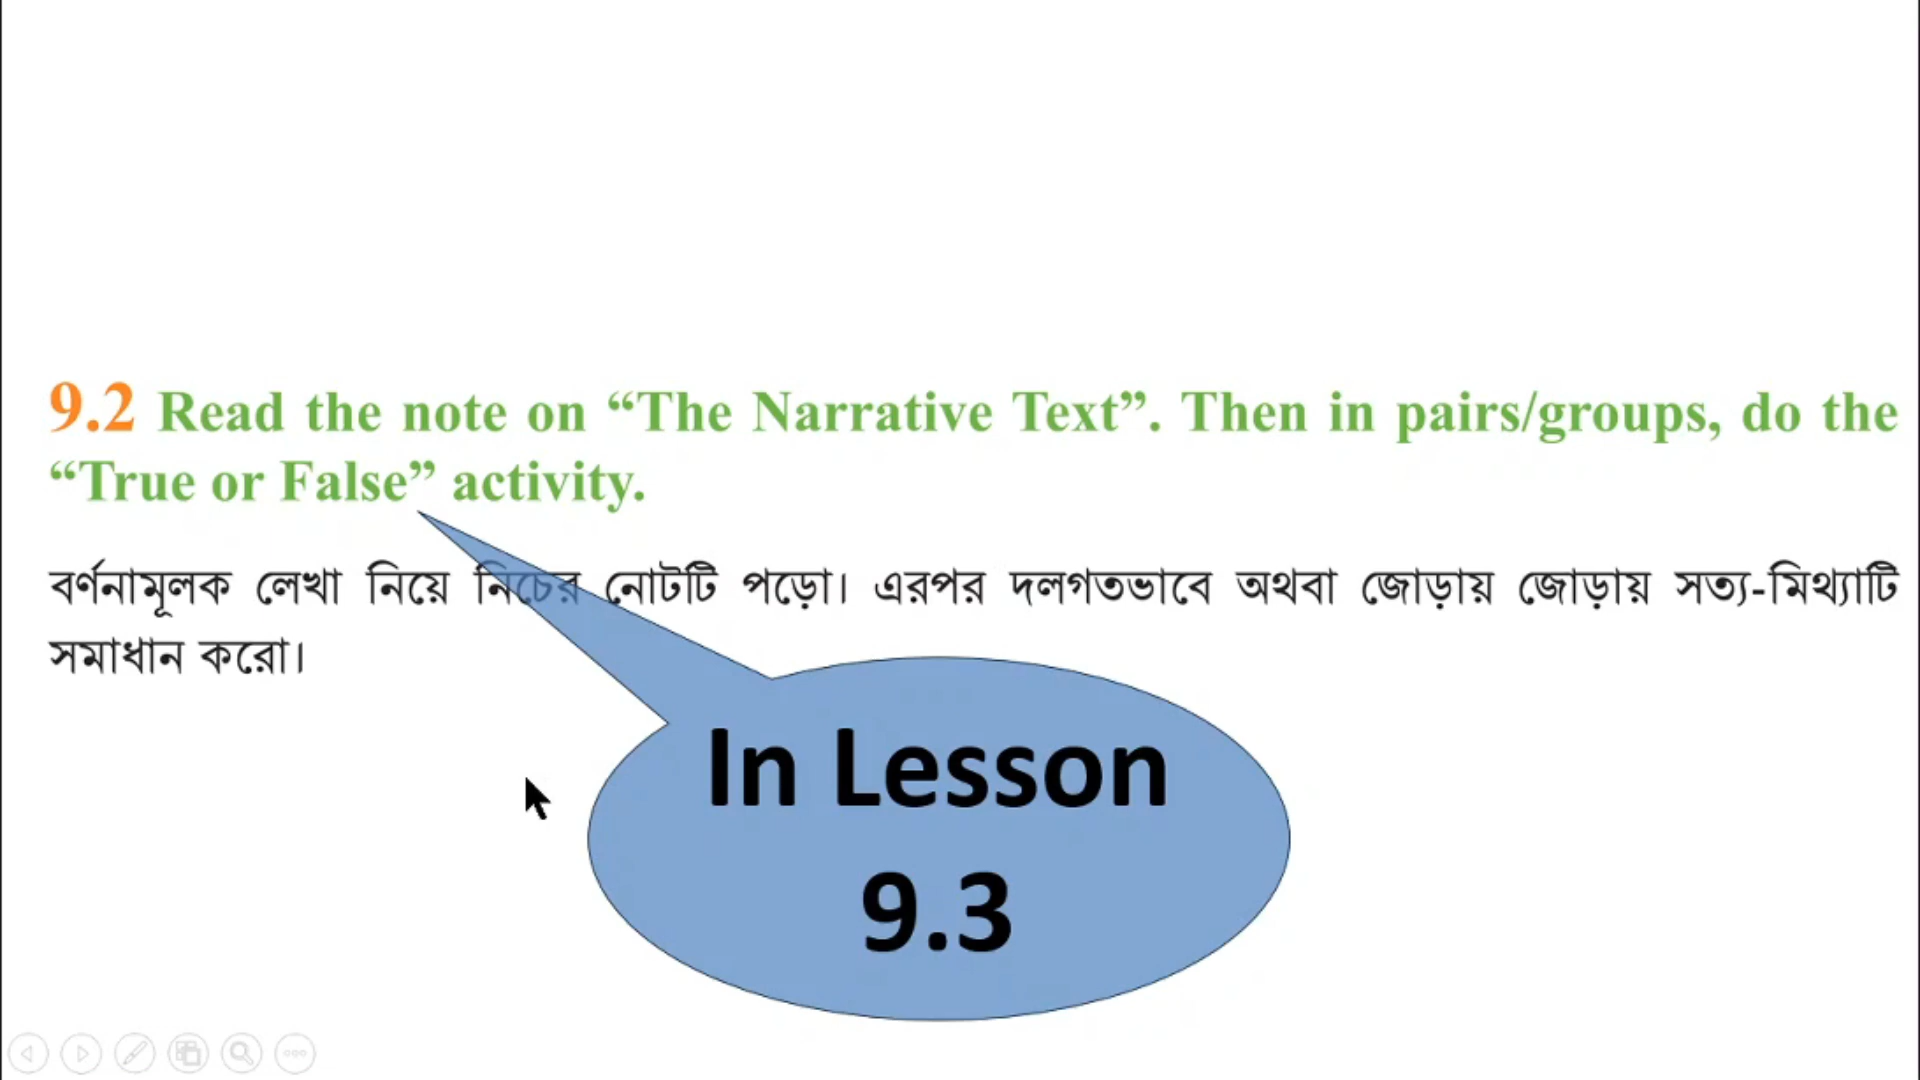 9.2 Read the note on “The Narrative Text”. Then in pairs/groups, do the
“True or False” activity.
বর্ণনামূলক লেখা নিয়ে নিচের নোটটি পড়ো। এরপর দলগতভাবে অথবা জোড়ায় জোড়ায় সত্য-মিথ্যাটি
সমাধান করো।
In Lesson
9.3